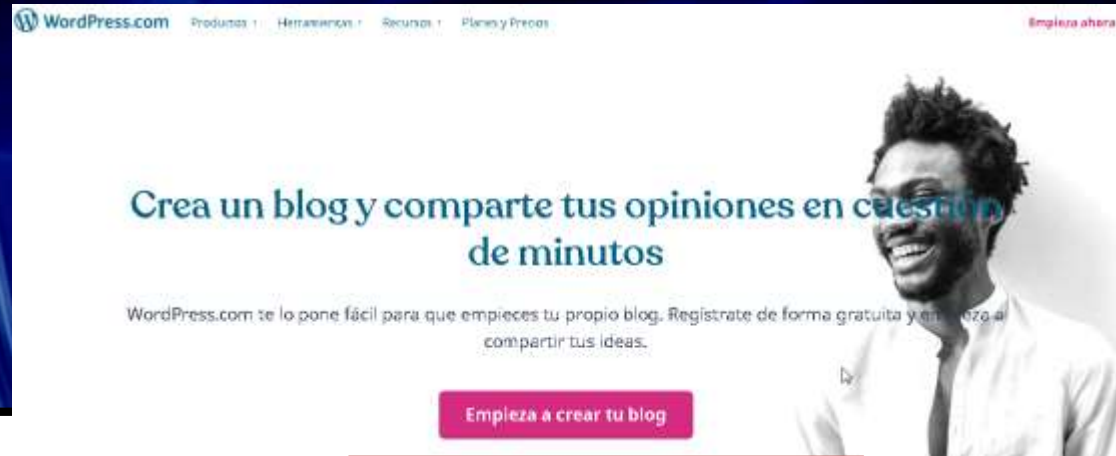 WordPress.com Productos Herramientas Recursos Planes y Precios Empieza ahora
Crea un blog y comparte tus opiniones en cuestión
de minutos
WordPress.com te lo pone fácil para que empieces tu propio blog. Regístrate de forma gratuita y empieza a
compartir tus ideas.
Empieza a crear tu blog